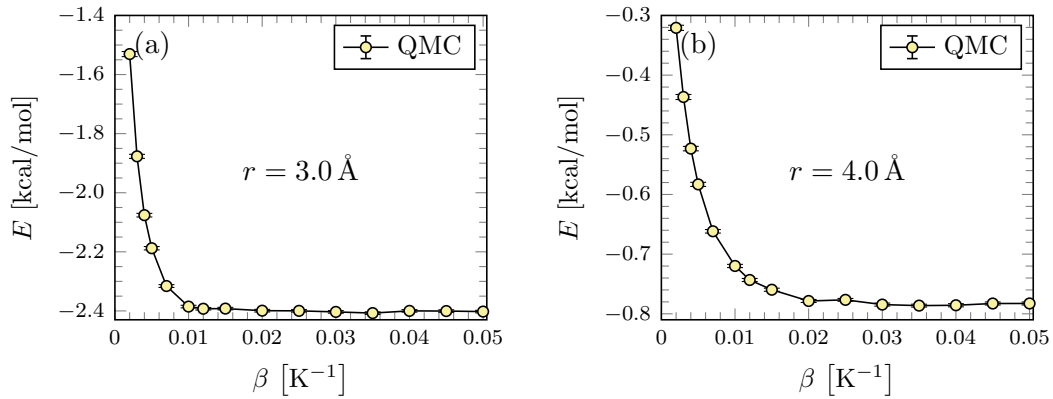 (a)
QMC
−1.4
−1.6
−1.8
−2.0
−2.2
−2.4
E [kcal/mol]
r = 3.0 Å
0 0.01 0.02 0.03 0.04 0.05
β [K⁻¹]
(b)
QMC
−0.3
−0.4
−0.5
−0.6
−0.7
−0.8
E [kcal/mol]
r = 4.0 Å
0 0.01 0.02 0.03 0.04 0.05
β [K⁻¹]